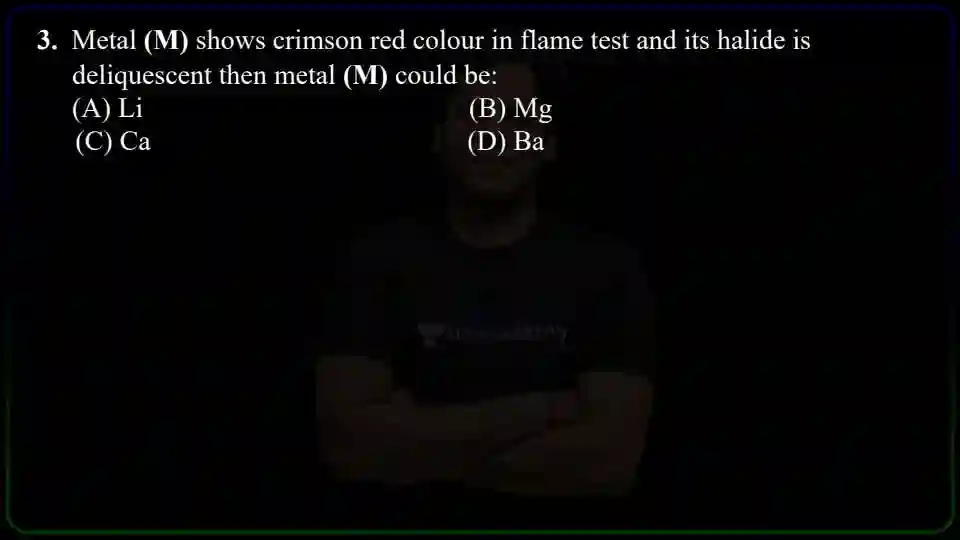 3. Metal (M) shows crimson red colour in flame test and its halide is
deliquescent then metal (M) could be:
(A) Li (B) Mg
(C) Ca (D) Ba